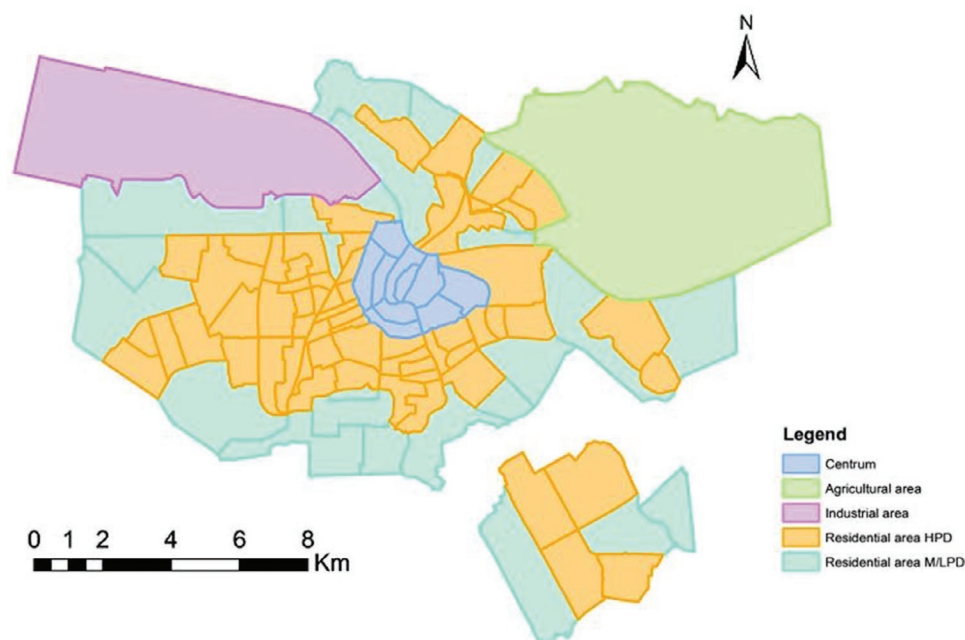 N
Legend
Centrum
Agricultural area
Industrial area
Residential area HPD
Residential area M/LPD
0 1 2 4 6 8
Km